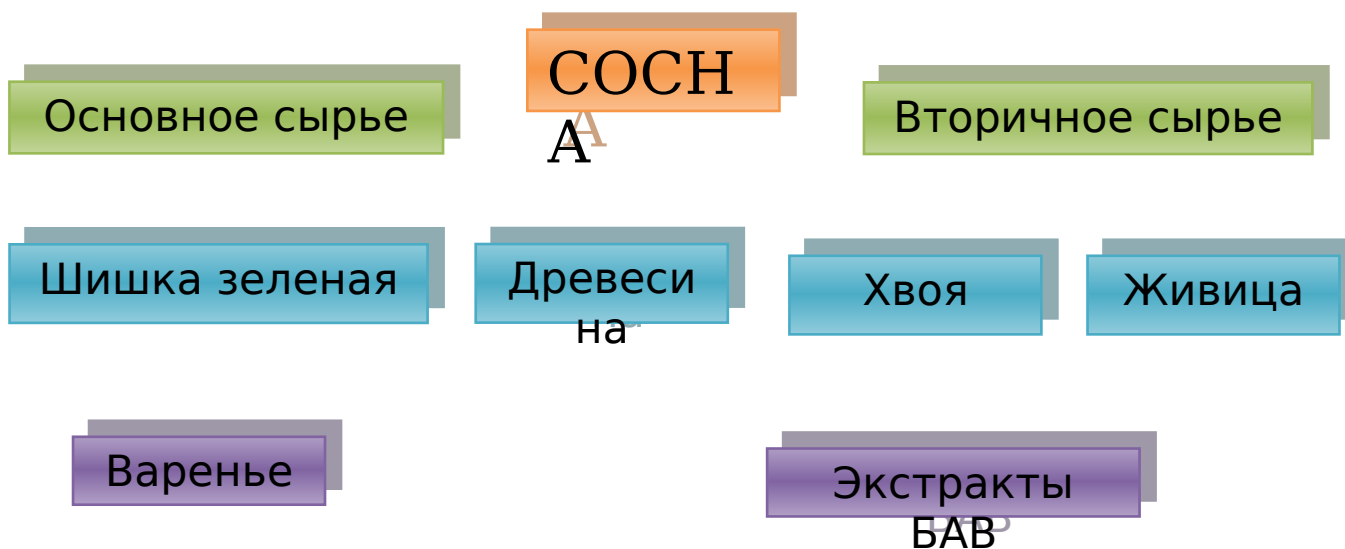 СОСН
А
Основное сырье
Вторичное сырье
Шишка зеленая
Древеси
на
Хвоя
Живица
Варенье
Экстракты
БАВ